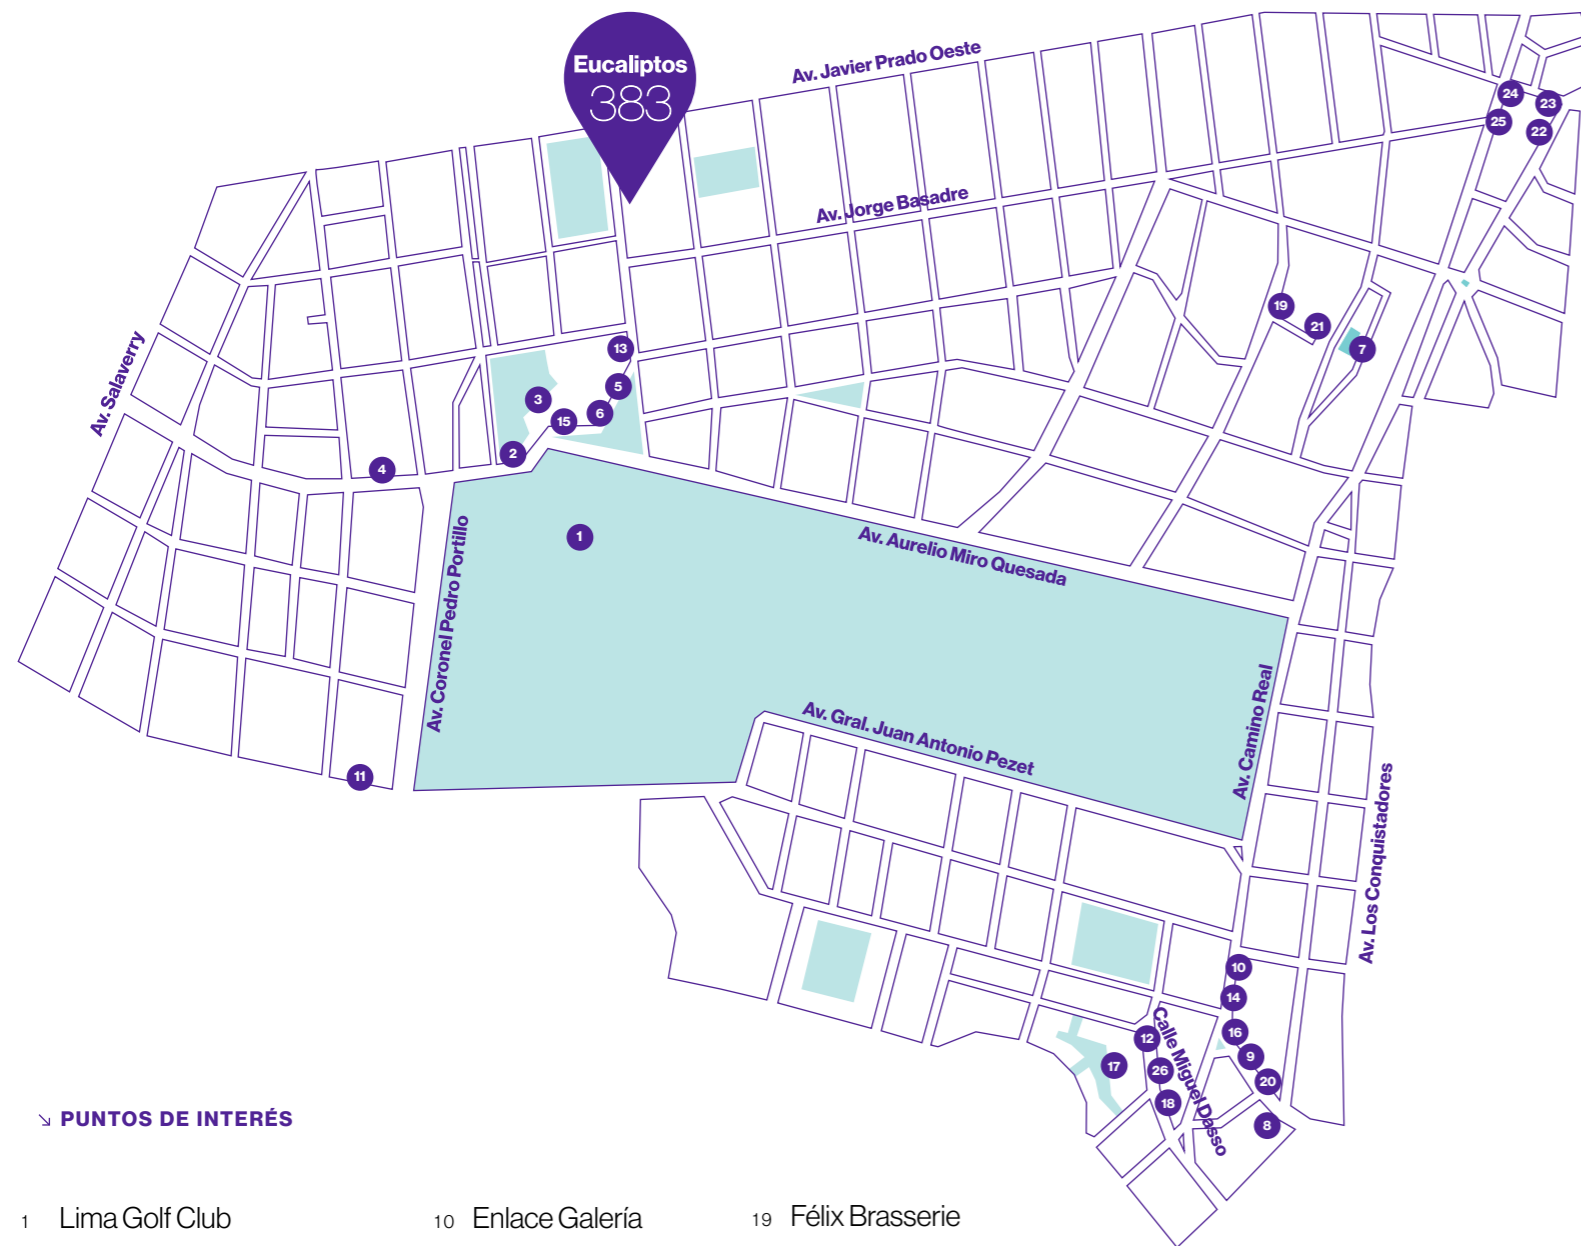 Eucaliptos
383
Av. Javier Prado Oeste
Av. Jorge Basadre
Av. Salaverry
Av. Coronel Pedro Portillo
Av. Aurelio Miro Quesada
Av. Gral. Juan Antonio Pezet
Av. Camino Real
Av. Los Conquistadores
Calle Miguel Dasso
24
23
25
22
19
21
7
13
5
3
6
15
2
4
1
11
10
14
16
12
9
17
26
20
18
8
↘ PUNTOS DE INTERÉS
1 Lima Golf Club
10 Enlace Galería
19 Félix Brasserie